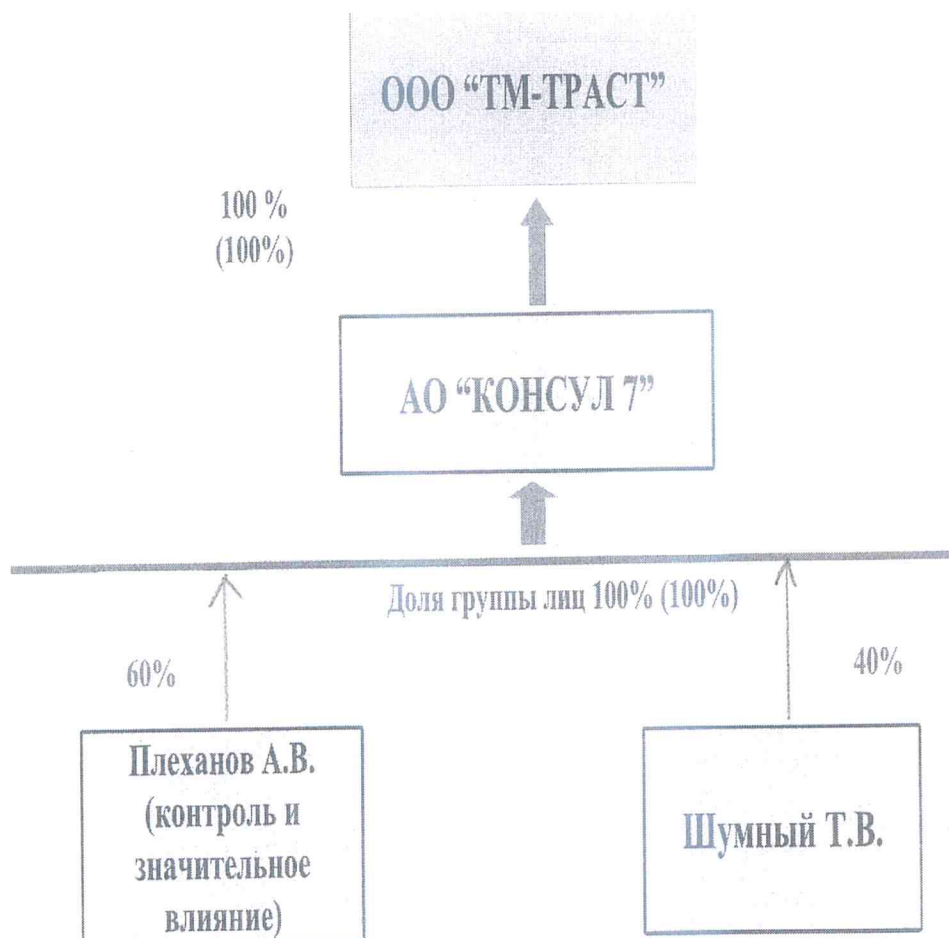 ООО “ТМ-ТРАСТ”
100 %
(100%)
АО “КОНСУЛ 7”
Доля группы лиц 100% (100%)
60%
40%
Плеханов А.В.
(контроль и
значительное
влияние)
Шумный Т.В.